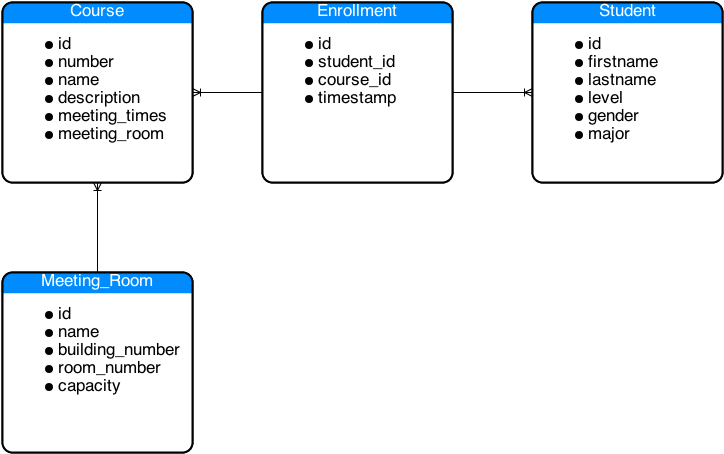 Course
id
number
name
description
meeting_times
meeting_room
Enrollment
id
student_id
course_id
timestamp
Student
id
firstname
lastname
level
gender
major
Meeting_Room
id
name
building_number
room_number
capacity